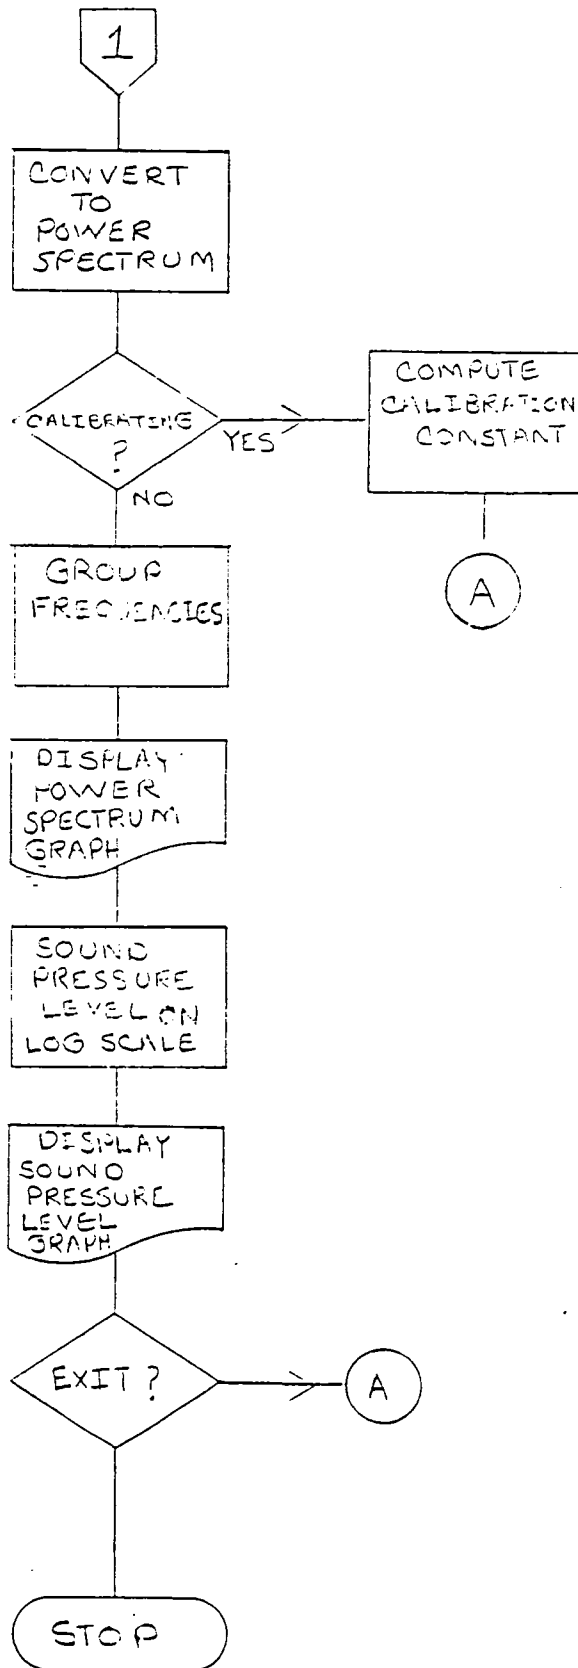 1
CONVERT
TO
POWER
SPECTRUM
CALIBRATING
?
YES
NO
COMPUTE
CALIBRATION
CONSTANT
A
GROUP
FREQUENCIES
DISPLAY
POWER
SPECTRUM
GRAPH
SOUND
PRESSURE
LEVEL ON
LOG SCALE
DISPLAY
SOUND
PRESSURE
LEVEL
GRAPH
EXIT ?
A
STOP